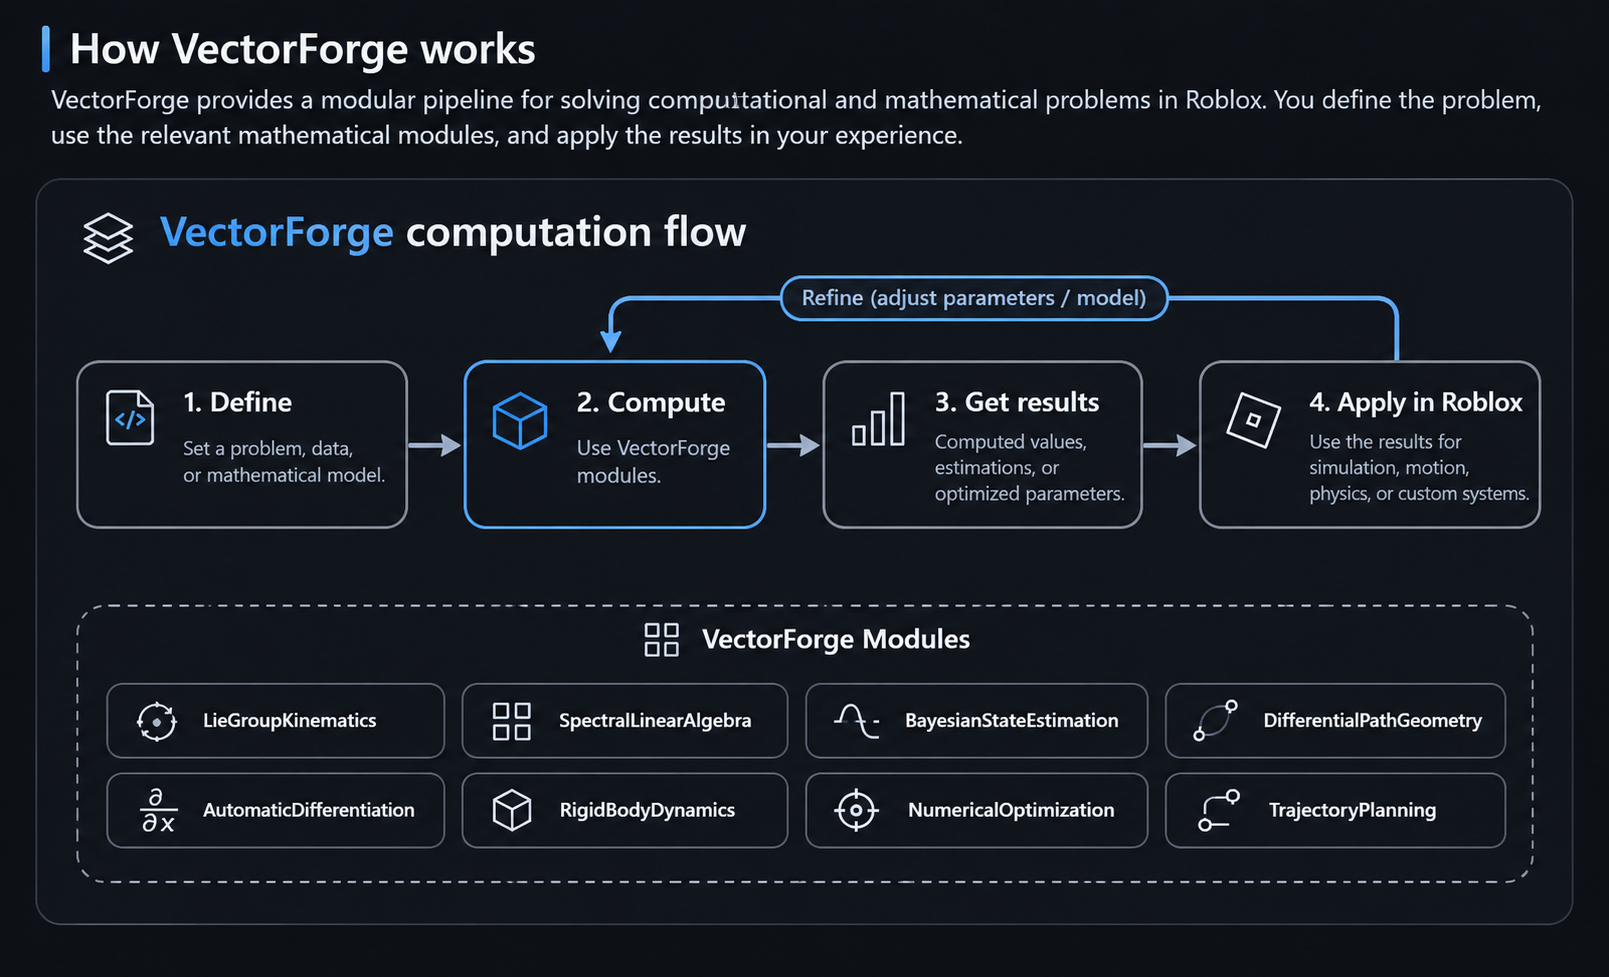 How VectorForge works
VectorForge provides a modular pipeline for solving computational and mathematical problems in Roblox. You define the problem,
use the relevant mathematical modules, and apply the results in your experience.
VectorForge computation flow
Refine (adjust parameters / model)
1. Define
Set a problem, data,
or mathematical model.
2. Compute
Use VectorForge
modules.
3. Get results
Computed values,
estimations, or
optimized parameters.
4. Apply in Roblox
Use the results for
simulation, motion,
physics, or custom systems.
VectorForge Modules
LieGroupKinematics
SpectralLinearAlgebra
BayesianStateEstimation
DifferentialPathGeometry
∂
∂x
AutomaticDifferentiation
RigidBodyDynamics
NumericalOptimization
TrajectoryPlanning